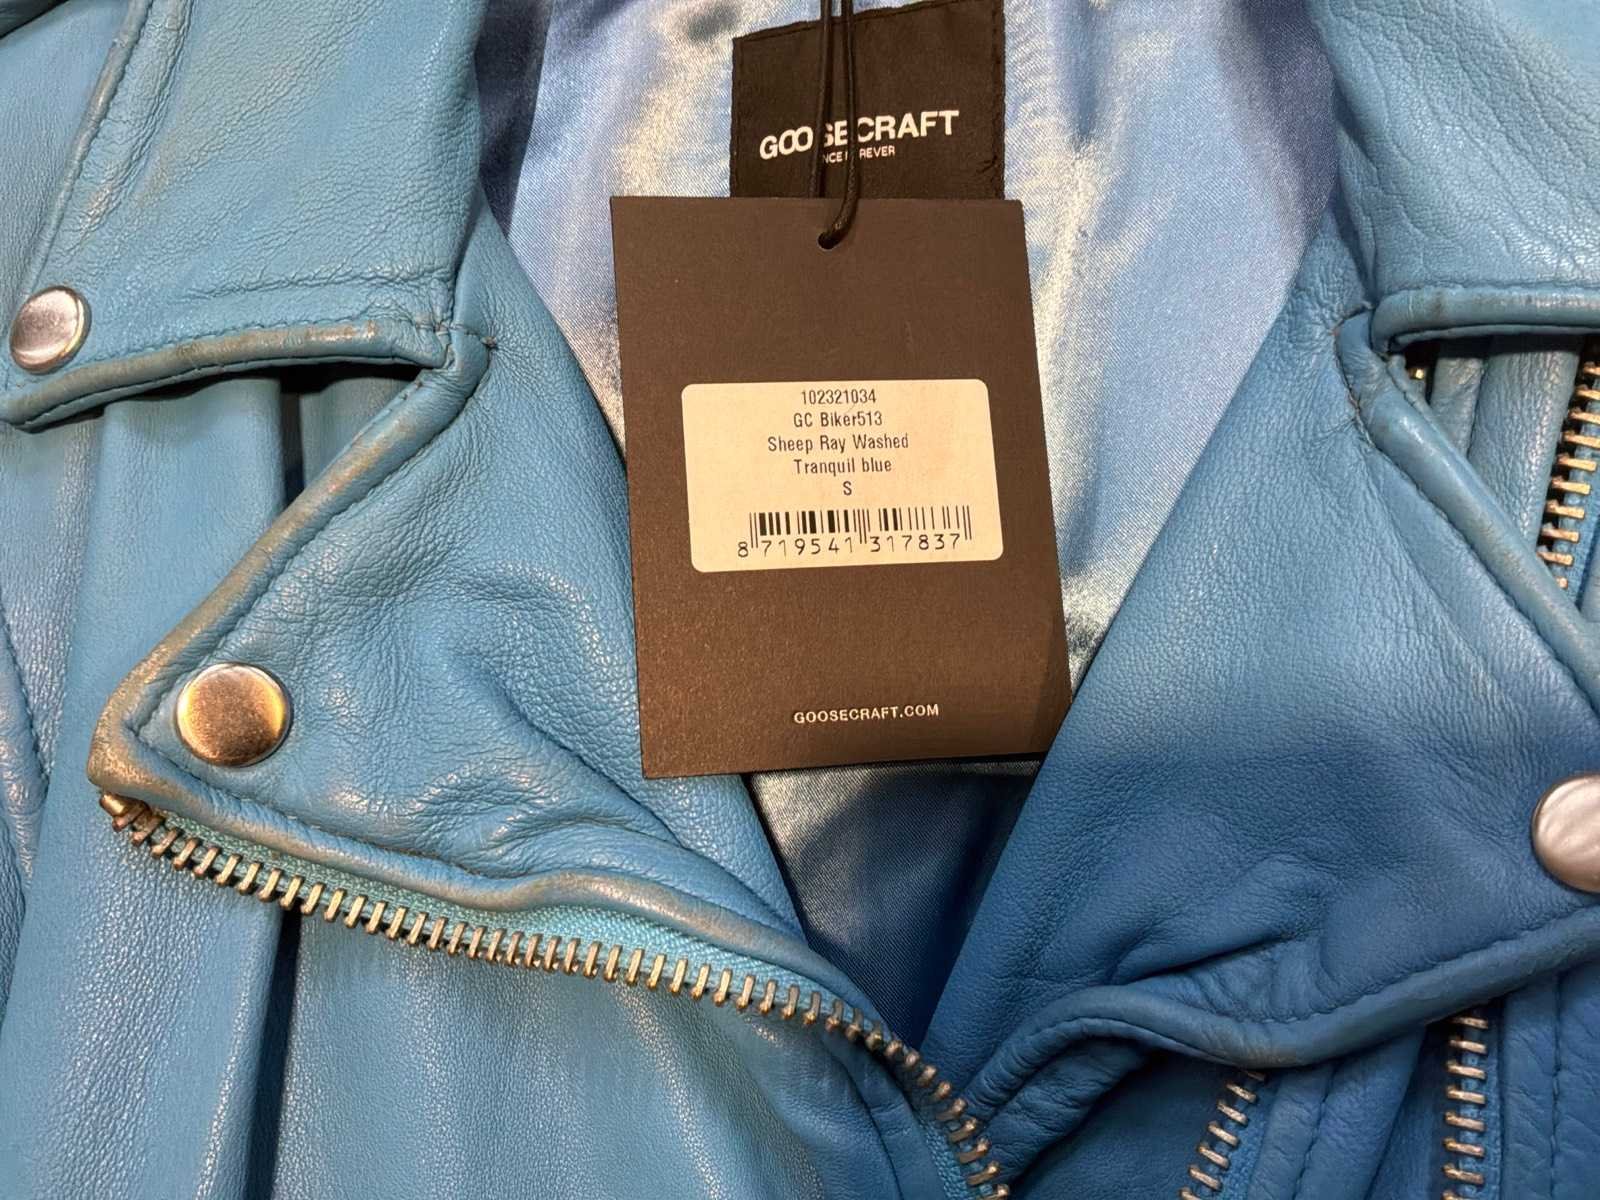 GOOSECRAFT
102321034
GC Biker513
Sheep Ray Washed
Tranquil blue
S
8 719541 317837
GOOSECRAFT.COM